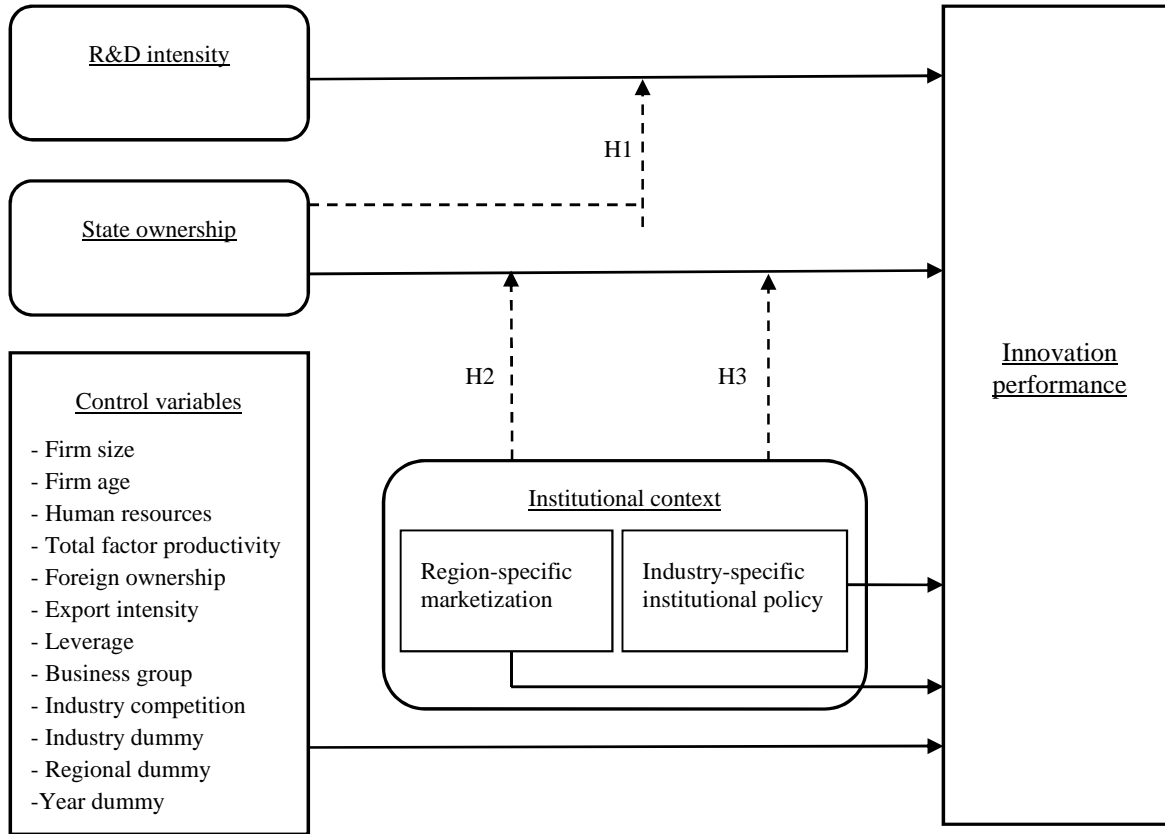 R&D intensity
H1
State ownership
H2
H3
Innovation
performance
Control variables
- Firm size
- Firm age
- Human resources
- Total factor productivity
- Foreign ownership
- Export intensity
- Leverage
- Business group
- Industry competition
- Industry dummy
- Regional dummy
-Year dummy
Institutional context
Region-specific
marketization
Industry-specific
institutional policy